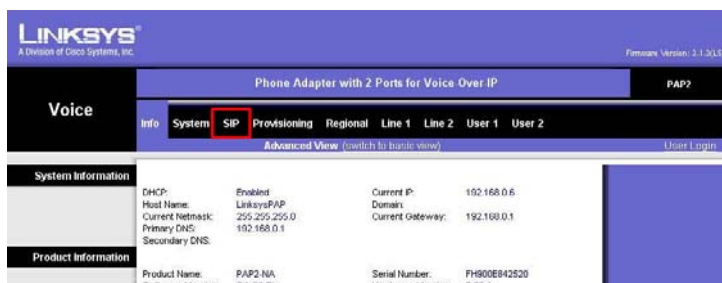 LINKSYS®
A Division of Cisco Systems, Inc.
Firmware Version: 3.1.3(LS
Phone Adapter with 2 Ports for Voice-Over-IP
PAP2
Voice
Info System SIP Provisioning Regional Line 1 Line 2 User 1 User 2
Advanced View (switch to basic view)
User Login
System Information
DHCP: Enabled Current IP: 192.168.0.6
Host Name: LinksysPAP Domain:
Current Netmask: 255.255.255.0 Current Gateway: 192.168.0.1
Primary DNS: 192.168.0.1
Secondary DNS:
Product Information
Product Name: PAP2-NA Serial Number: FH900E842520